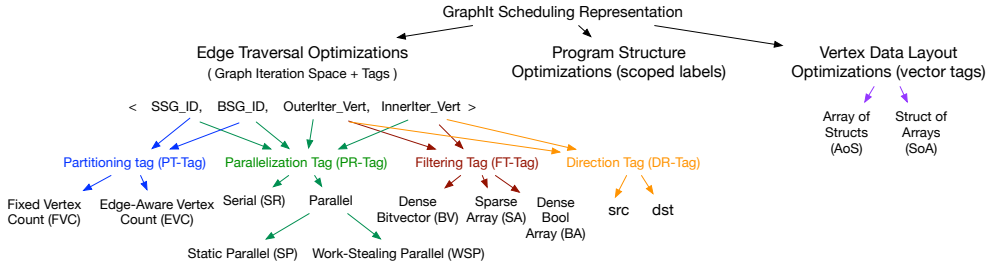 GraphIt Scheduling Representation
Edge Traversal Optimizations
( Graph Iteration Space + Tags )
Program Structure
Optimizations (scoped labels)
Vertex Data Layout
Optimizations (vector tags)
< SSG_ID, BSG_ID, OuterIter_Vert, InnerIter_Vert >
Array of
Structs
(AoS)
Struct of
Arrays
(SoA)
Partitioning tag (PT-Tag)
Parallelization Tag (PR-Tag)
Filtering Tag (FT-Tag)
Direction Tag (DR-Tag)
Fixed Vertex
Count (FVC)
Edge-Aware Vertex
Count (EVC)
Serial (SR)
Parallel
Dense
Bitvector (BV)
Sparse
Array (SA)
Dense
Bool
Array (BA)
src
dst
Static Parallel (SP)
Work-Stealing Parallel (WSP)